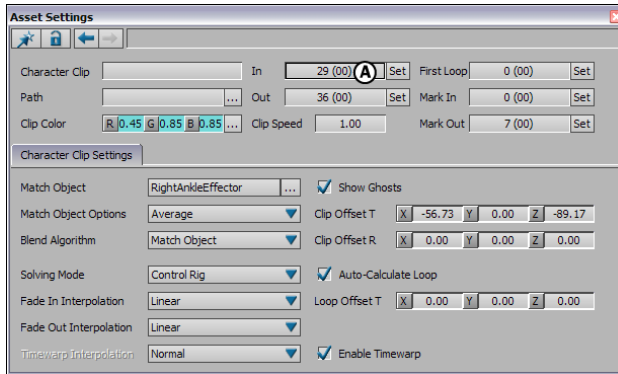 Asset Settings
Character Clip In 29 (00) A Set First Loop 0 (00) Set
Path ... Out 36 (00) Set Mark In 0 (00) Set
Clip Color R 0.45 G 0.85 B 0.85 ... Clip Speed 1.00 Mark Out 7 (00) Set
Character Clip Settings
Match Object RightAnkleEffector ... Show Ghosts
Match Object Options Average Clip Offset T X -56.73 Y 0.00 Z -89.17
Blend Algorithm Match Object Clip Offset R X 0.00 Y 0.00 Z 0.00
Solving Mode Control Rig Auto-Calculate Loop
Fade In Interpolation Linear Loop Offset T X 0.00 Y 0.00 Z 0.00
Fade Out Interpolation Linear
Timewarp Interpolation Normal Enable Timewarp